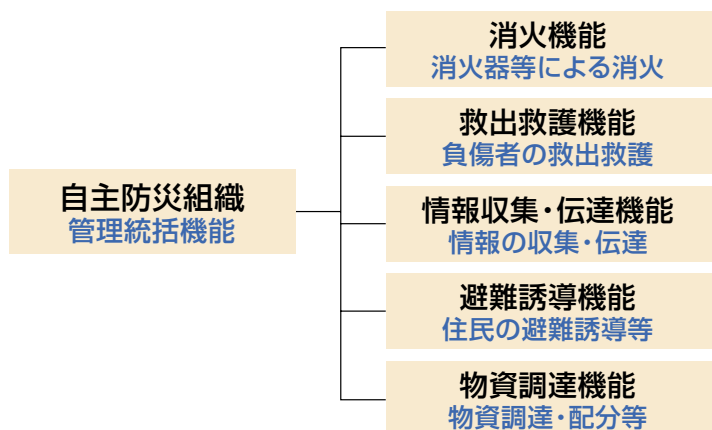 自主防災組織
管理統括機能
消火機能
消火器等による消火
救出救護機能
負傷者の救出救護
情報収集・伝達機能
情報の収集・伝達
避難誘導機能
住民の避難誘導等
物資調達機能
物資調達・配分等